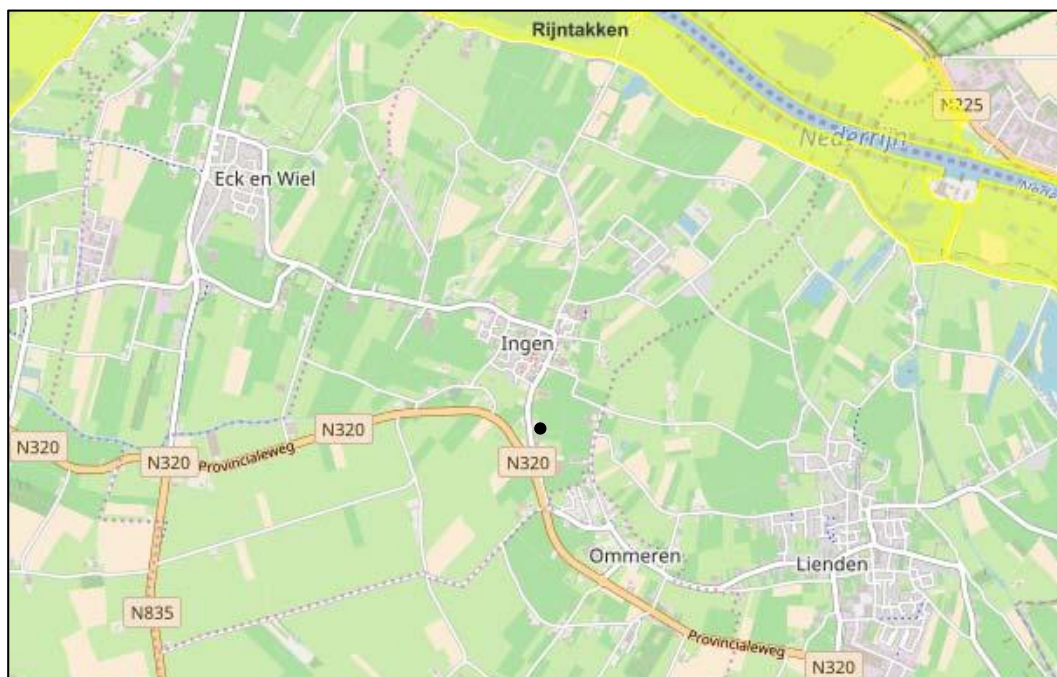 Rijntakken
N225
Nederrijn
Eck en Wiel
Ingen
N320
N320
N320
Provincialeweg
N320
Ommeren
Lienden
N835
Provincialeweg
N320